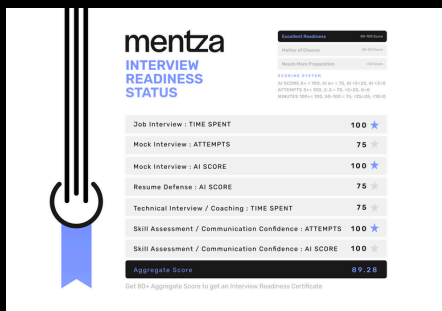 mentza
INTERVIEW
READINESS
STATUS
Excellent Readiness 80-100 Score
Matter of Chance
Needs More Preparation
SCORING SYSTEM
Job Interview : TIME SPENT 100
Mock Interview : ATTEMPTS 75
Mock Interview : AI SCORE 100
Resume Defense : AI SCORE 75
Technical Interview / Coaching : TIME SPENT 75
Skill Assessment / Communication Confidence : ATTEMPTS 100
Skill Assessment / Communication Confidence : AI SCORE 100
Aggregate Score 89.28
Get 80+ Aggregate Score to get an Interview Readiness Certificate